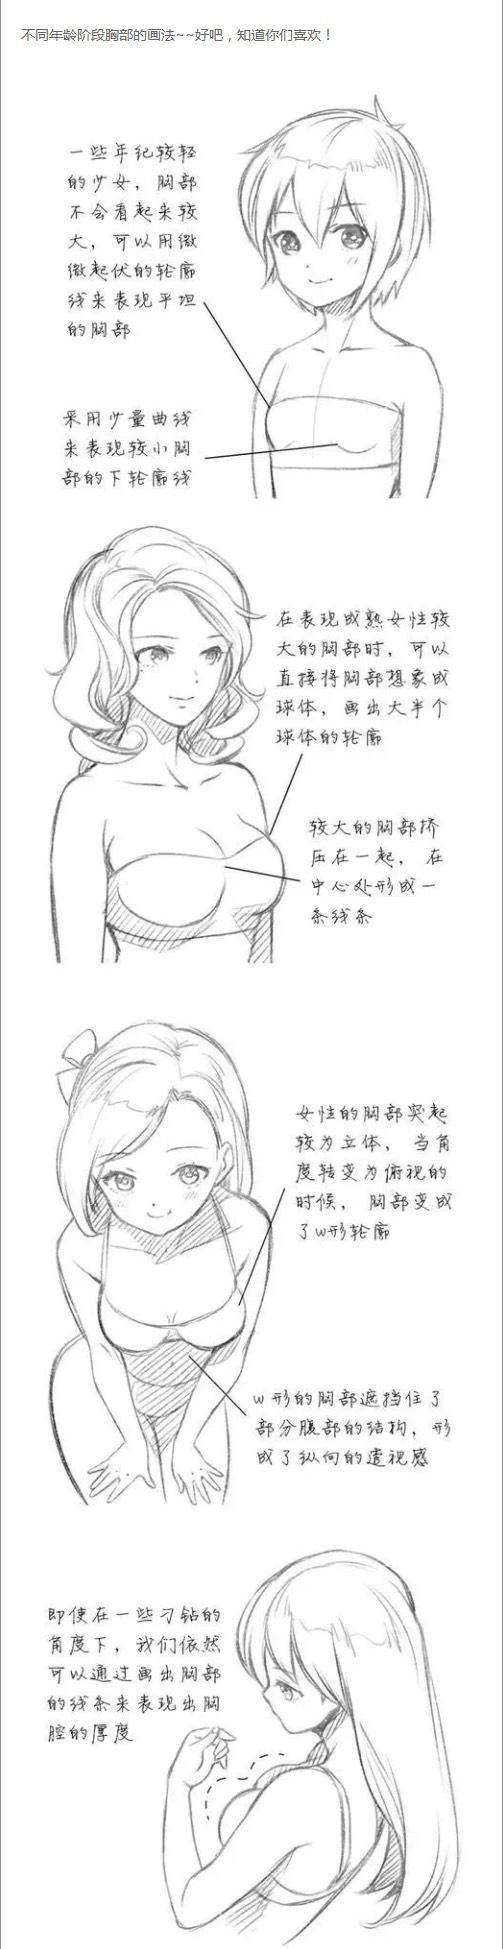 不同年龄阶段胸部的画法~~好吧，知道你们喜欢！
一些年纪较轻
的少女，胸部
不会看起来较
大，可以用微
微起伏的轮廓
线来表现平坦
的胸部
采用少量曲线
来表现较小胸
部的下轮廓线
在表现成熟女性较
大的胸部时，可以
直接将胸部想象成
球体，画出大半个
球体的轮廓
较大的胸部挤
压在一起，在
中心处形成一
条线条
女性的胸部突起
较为立体，当角
度转变为俯视的
时候，胸部变成
了w形轮廓
w形的胸部遮挡住了
部分腹部的结构，形
成了纵向的透视感
即使在一些刁钻的
角度下，我们依然
可以通过画出胸部
的线条来表现出胸
腔的厚度